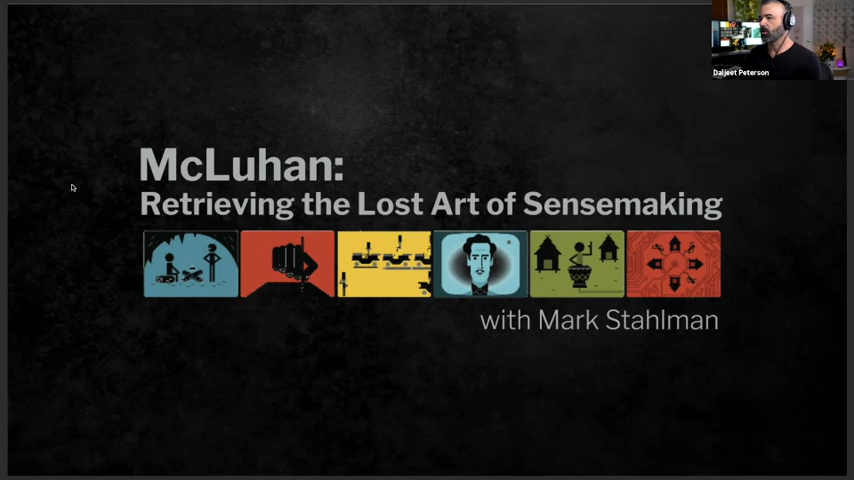 Daljeet Peterson
McLuhan:
Retrieving the Lost Art of Sensemaking
with Mark Stahlman